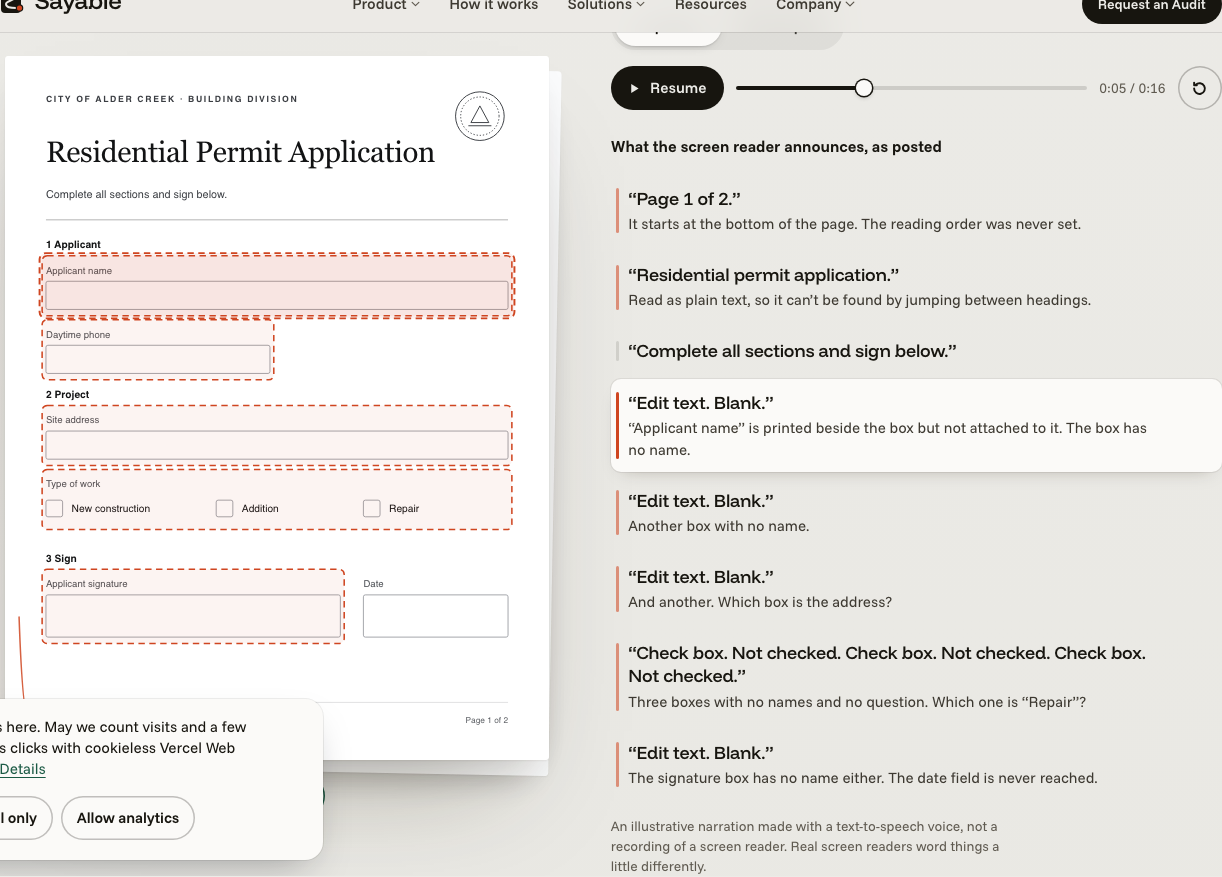 Sayable
Product
How it works
Solutions
Resources
Company
Request an Audit
CITY OF ALDER CREEK · BUILDING DIVISION
Residential Permit Application
Complete all sections and sign below.
1 Applicant
Applicant name
Daytime phone
2 Project
Site address
Type of work
New construction
Addition
Repair
3 Sign
Applicant signature
Date
Page 1 of 2
s here. May we count visits and a few
s clicks with cookieless Vercel Web
Details
l only
Allow analytics
Resume
0:05 / 0:16
What the screen reader announces, as posted
“Page 1 of 2.”
It starts at the bottom of the page. The reading order was never set.
“Residential permit application.”
Read as plain text, so it can’t be found by jumping between headings.
“Complete all sections and sign below.”
“Edit text. Blank.”
“Applicant name” is printed beside the box but not attached to it. The box has
no name.
“Edit text. Blank.”
Another box with no name.
“Edit text. Blank.”
And another. Which box is the address?
“Check box. Not checked. Check box. Not checked. Check box.
Not checked.”
Three boxes with no names and no question. Which one is “Repair”?
“Edit text. Blank.”
The signature box has no name either. The date field is never reached.
An illustrative narration made with a text-to-speech voice, not a
recording of a screen reader. Real screen readers word things a
little differently.